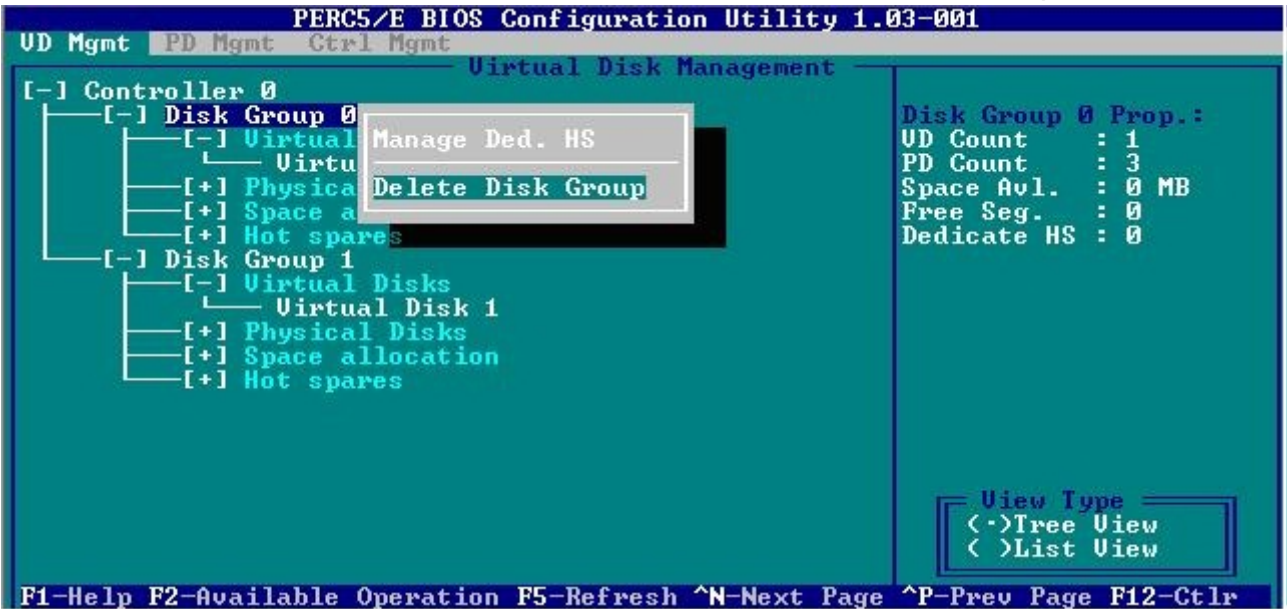 PERC5/E BIOS Configuration Utility 1.03-001
VD Mgmt PD Mgmt Ctrl Mgmt
Virtual Disk Management
[-] Controller 0
[-] Disk Group 0
[-] Virtual
Virtu
[+] Physica
[+] Space a
[+] Hot spares
Manage Ded. HS
Delete Disk Group
[-] Disk Group 1
[-] Virtual Disks
Virtual Disk 1
[+] Physical Disks
[+] Space allocation
[+] Hot spares
Disk Group 0 Prop.:
VD Count : 1
PD Count : 3
Space Avl. : 0 MB
Free Seg. : 0
Dedicate HS : 0
View Type
(·)Tree View
( )List View
F1-Help F2-Available Operation F5-Refresh ^N-Next Page ^P-Prev Page F12-Ctlr